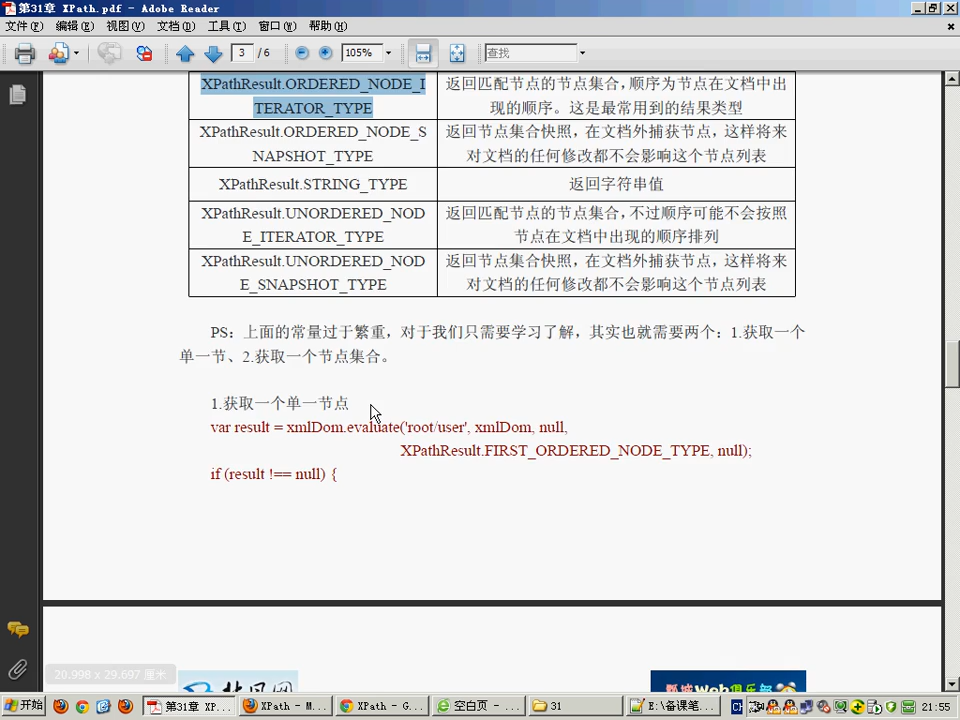 第31章 XPath.pdf - Adobe Reader
文件(F) 编辑(E) 视图(V) 文档(D) 工具(T) 窗口(W) 帮助(H)
3 / 6 105% 查找
XPathResult.ORDERED_NODE_I
TERATOR_TYPE
返回匹配节点的节点集合，顺序为节点在文档中出
现的顺序。这是最常用到的结果类型
XPathResult.ORDERED_NODE_S
NAPSHOT_TYPE
返回节点集合快照，在文档外捕获节点，这样将来
对文档的任何修改都不会影响这个节点列表
XPathResult.STRING_TYPE
返回字符串值
XPathResult.UNORDERED_NOD
E_ITERATOR_TYPE
返回匹配节点的节点集合，不过顺序可能不会按照
节点在文档中出现的顺序排列
XPathResult.UNORDERED_NOD
E_SNAPSHOT_TYPE
返回节点集合快照，在文档外捕获节点，这样将来
对文档的任何修改都不会影响这个节点列表
PS：上面的常量过于繁重，对于我们只需要学习了解，其实也就需要两个：1.获取一个
单一节、2.获取一个节点集合。
1.获取一个单一节点
var result = xmlDom.evaluate('root/user', xmlDom, null,
XPathResult.FIRST_ORDERED_NODE_TYPE, null);
if (result !== null) {
20.998 x 29.697 厘米
开始 第31章 XP... XPath - M... XPath - G... 空白页 - ... 31 E:\备课笔... CH 21:55